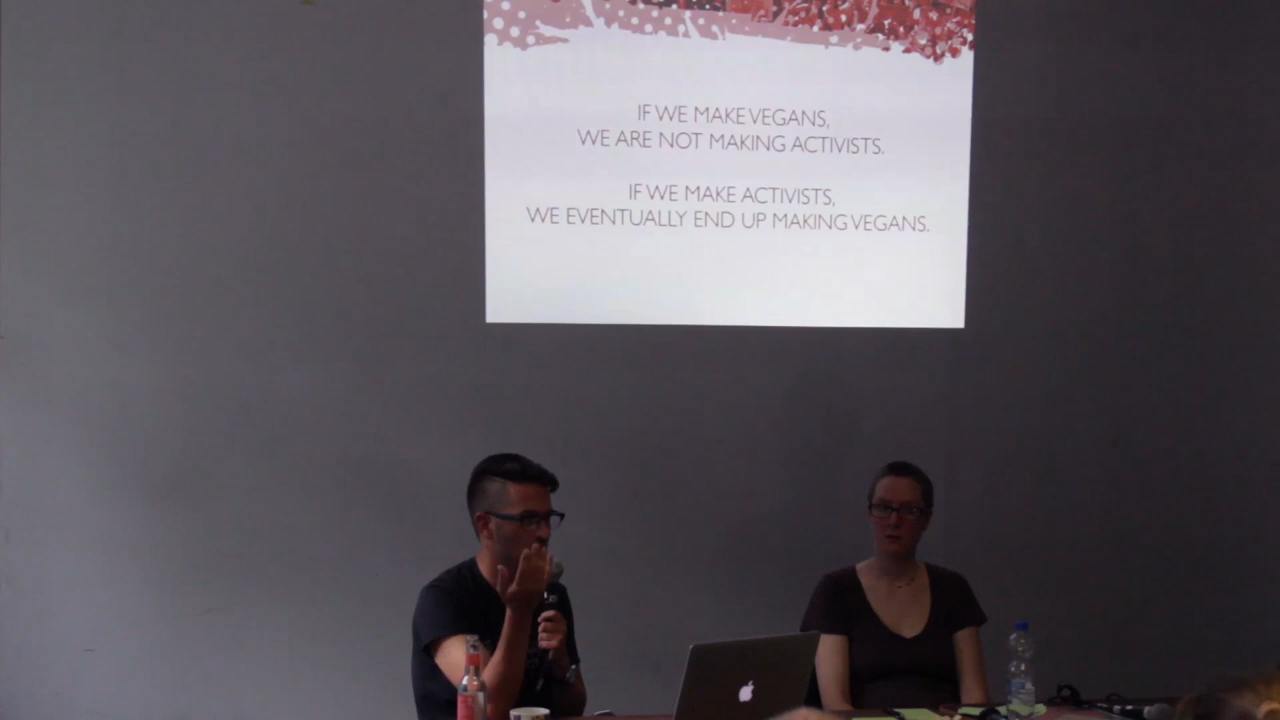 IF WE MAKE VEGANS,
WE ARE NOT MAKING ACTIVISTS.
IF WE MAKE ACTIVISTS,
WE EVENTUALLY END UP MAKING VEGANS.